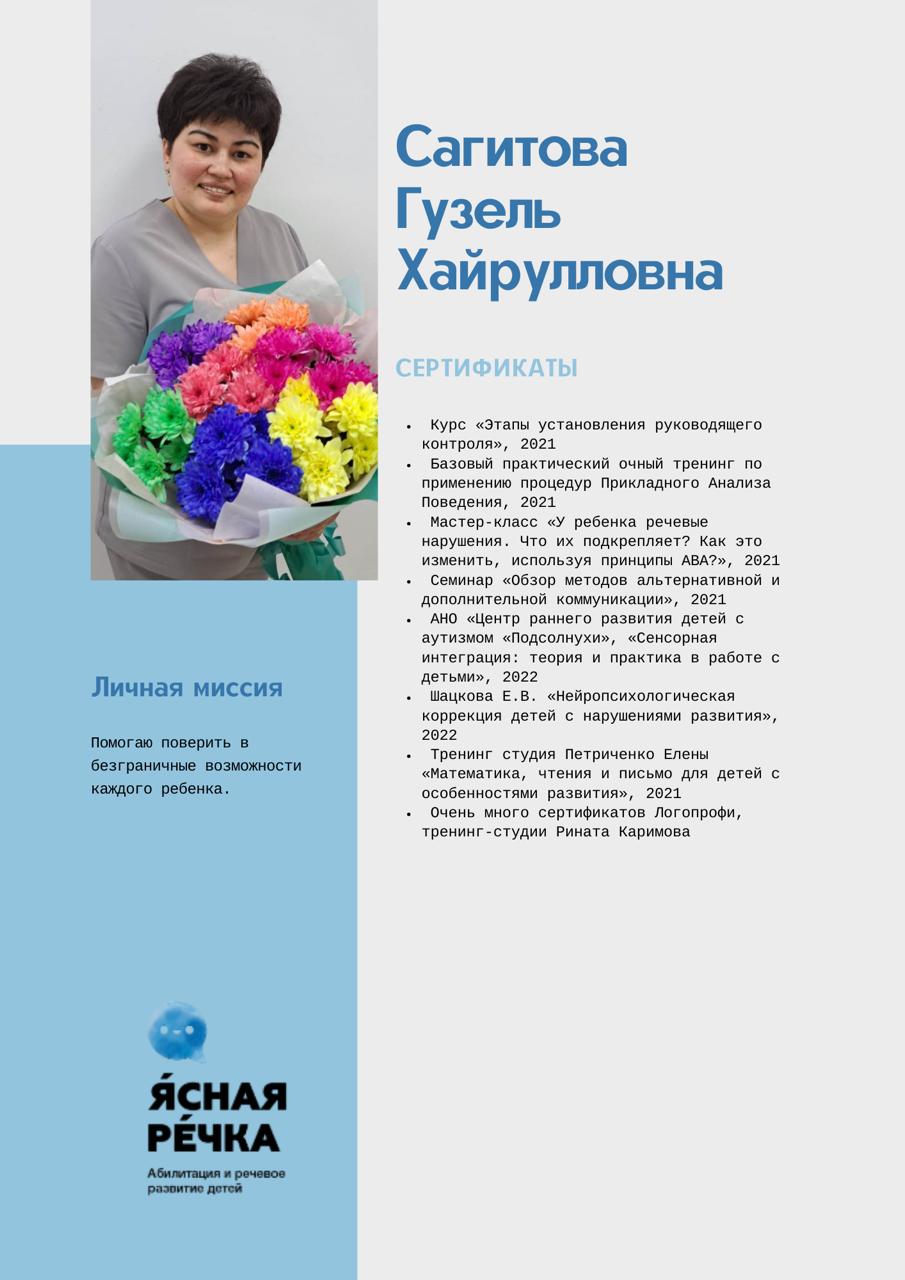 Сагитова
Гузель
Хайрулловна
СЕРТИФИКАТЫ
• Курс «Этапы установления руководящего
контроля», 2021
• Базовый практический очный тренинг по
применению процедур Прикладного Анализа
Поведения, 2021
• Мастер-класс «У ребенка речевые
нарушения. Что их подкрепляет? Как это
изменить, используя принципы АВА?», 2021
• Семинар «Обзор методов альтернативной и
дополнительной коммуникации», 2021
• АНО «Центр раннего развития детей с
аутизмом «Подсолнухи», «Сенсорная
интеграция: теория и практика в работе с
детьми», 2022
• Шацкова Е.В. «Нейропсихологическая
коррекция детей с нарушениями развития»,
2022
• Тренинг студия Петриченко Елены
«Математика, чтения и письмо для детей с
особенностями развития», 2021
• Очень много сертификатов Логопрофи,
тренинг-студии Рината Каримова
Личная миссия
Помогаю поверить в
безграничные возможности
каждого ребенка.
Я́СНАЯ
РЕ́ЧКА
Абилитация и речевое
развитие детей